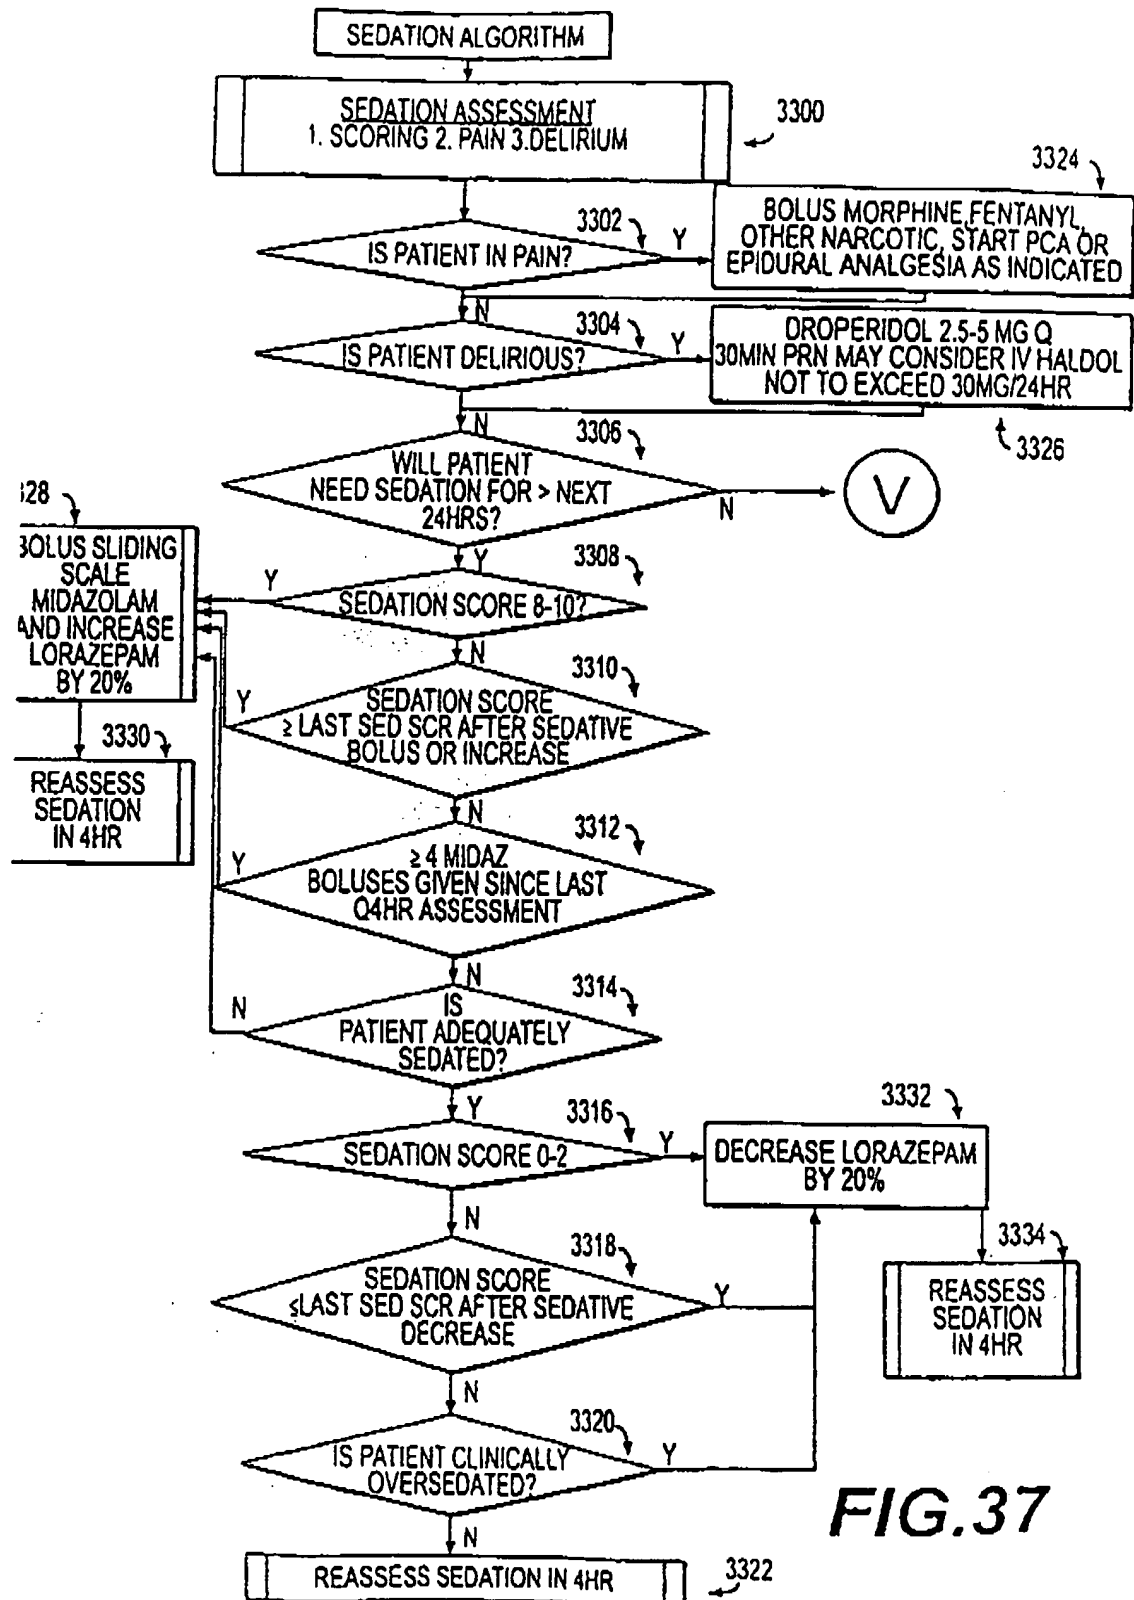 SEDATION ALGORITHM
SEDATION ASSESSMENT
1. SCORING 2. PAIN 3.DELIRIUM
3300
3324
BOLUS MORPHINE,FENTANYL,
OTHER NARCOTIC, START PCA OR
EPIDURAL ANALGESIA AS INDICATED
3302
IS PATIENT IN PAIN?
Y
N
3304
IS PATIENT DELIRIOUS?
Y
DROPERIDOL 2.5-5 MG Q
30MIN PRN MAY CONSIDER IV HALDOL
NOT TO EXCEED 30MG/24HR
3326
N
3306
WILL PATIENT
NEED SEDATION FOR > NEXT
24HRS?
N
V
Y
328
BOLUS SLIDING
SCALE
MIDAZOLAM
AND INCREASE
LORAZEPAM
BY 20%
3308
SEDATION SCORE 8-10?
Y
N
3310
SEDATION SCORE
≥ LAST SED SCR AFTER SEDATIVE
BOLUS OR INCREASE
Y
N
3330
REASSESS
SEDATION
IN 4HR
3312
≥ 4 MIDAZ
BOLUSES GIVEN SINCE LAST
Q4HR ASSESSMENT
Y
N
3314
IS
PATIENT ADEQUATELY
SEDATED?
N
Y
3316
SEDATION SCORE 0-2
Y
N
3332
DECREASE LORAZEPAM
BY 20%
3334
REASSESS
SEDATION
IN 4HR
3318
SEDATION SCORE
≤LAST SED SCR AFTER SEDATIVE
DECREASE
Y
N
3320
IS PATIENT CLINICALLY
OVERSEDATED?
Y
N
REASSESS SEDATION IN 4HR
3322
FIG.37